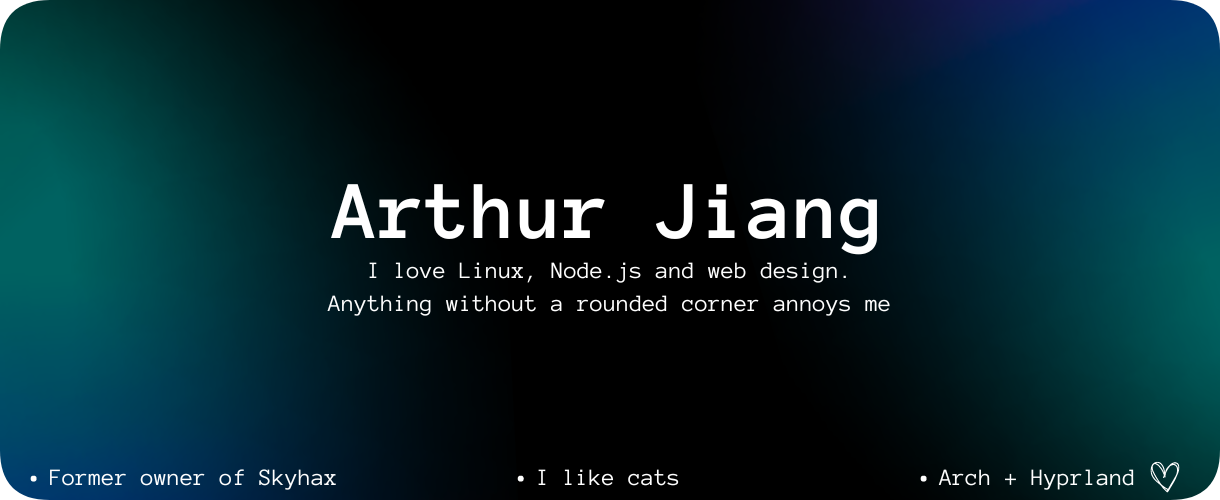 Arthur Jiang
I love Linux, Node.js and web design.
Anything without a rounded corner annoys me
• Former owner of Skyhax
• I like cats
• Arch + Hyprland